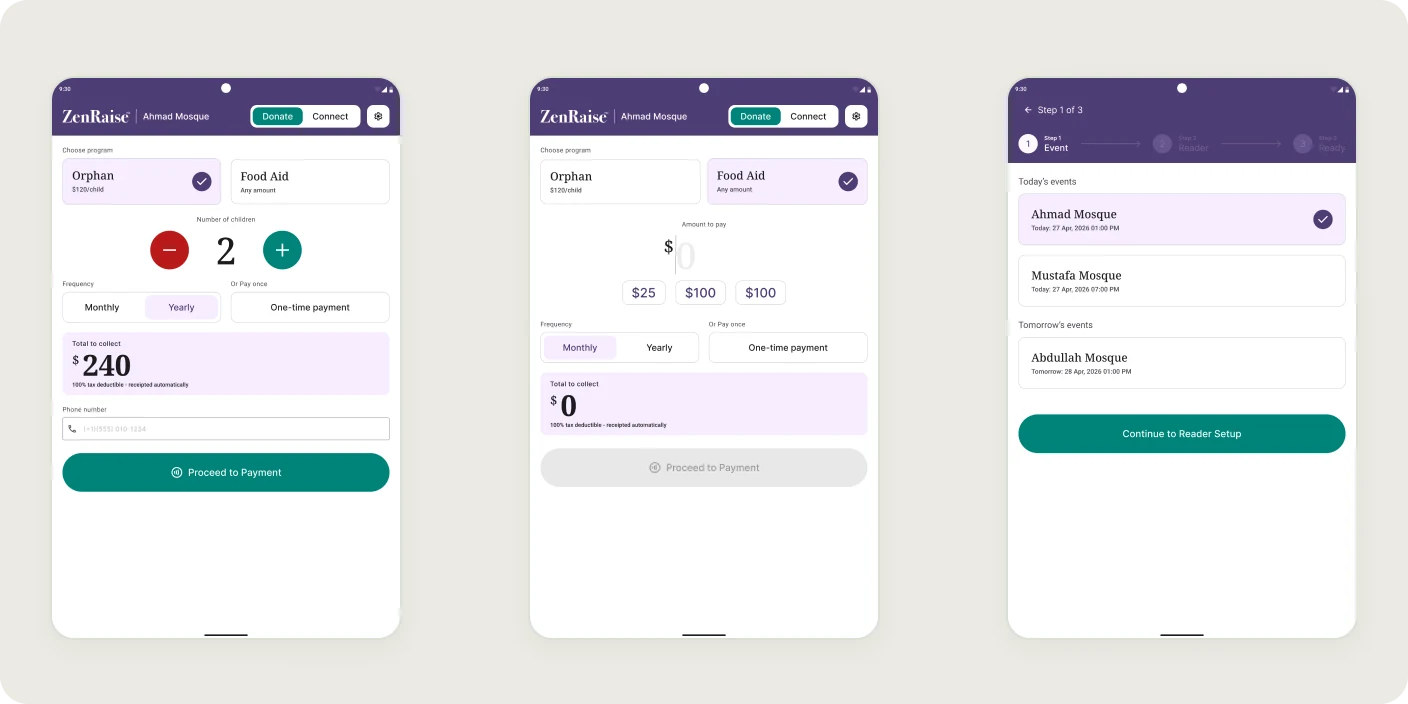 9:30
ZenRaise Ahmad Mosque Donate Connect
Choose program
Orphan
$120/child
Food Aid
Any amount
Number of children
2
Frequency
Monthly Yearly
Or Pay once
One-time payment
Total to collect
$ 240
100% tax deductible - receipted automatically
Phone number
(+1)(955) 010-1234
Proceed to Payment
9:30
ZenRaise Ahmad Mosque Donate Connect
Choose program
Orphan
$120/child
Food Aid
Any amount
Amount to pay
$ 0
$25 $100 $100
Frequency
Monthly Yearly
Or Pay once
One-time payment
Total to collect
$ 0
100% tax deductible - receipted automatically
Proceed to Payment
9:30
Step 1 of 3
1 Step 1
Event
2 Step 2
Reader
3 Step 3
Ready
Today's events
Ahmad Mosque
Today: 27 Apr, 2026 01:00 PM
Mustafa Mosque
Today: 27 Apr, 2026 07:00 PM
Tomorrow's events
Abdullah Mosque
Tomorrow: 28 Apr, 2026 01:00 PM
Continue to Reader Setup